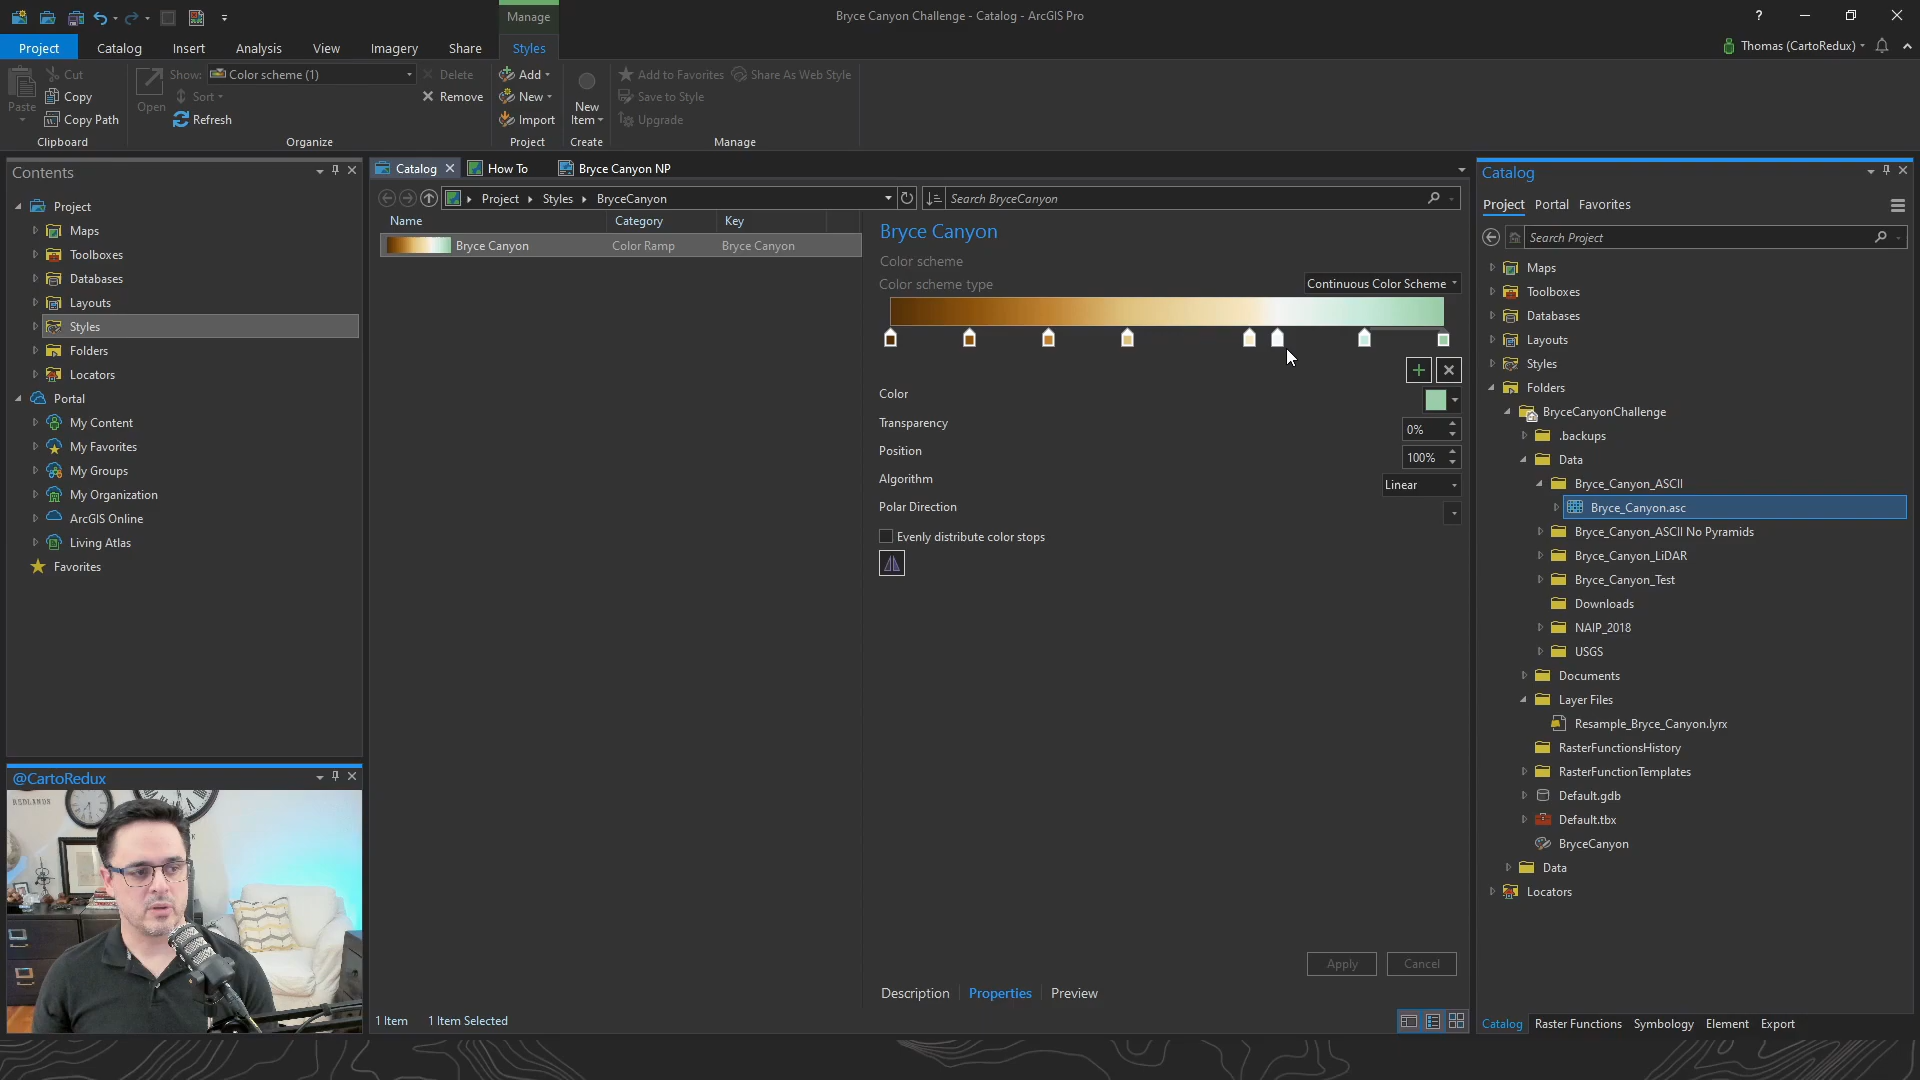 Manage
Bryce Canyon Challenge - Catalog - ArcGIS Pro
?
Project Catalog Insert Analysis View Imagery Share Styles
Thomas (CartoRedux)
Paste
Cut
Copy
Copy Path
Clipboard
Open
Show: Color scheme (1)
Sort
Refresh
Delete
Remove
Organize
Add
New
Import
Project
New
Item
Create
Add to Favorites
Share As Web Style
Save to Style
Upgrade
Manage
Contents
Project
Maps
Toolboxes
Databases
Layouts
Styles
Folders
Locators
Portal
My Content
My Favorites
My Groups
My Organization
ArcGIS Online
Living Atlas
Favorites
@CartoRedux
REDLANDS
Catalog
How To
Bryce Canyon NP
Project Styles BryceCanyon
Search BryceCanyon
Name Category Key
Bryce Canyon Color Ramp Bryce Canyon
Bryce Canyon
Color scheme
Color scheme type Continuous Color Scheme
Color
Transparency 0%
Position 100%
Algorithm Linear
Polar Direction
Evenly distribute color stops
Apply Cancel
Description Properties Preview
1 Item 1 Item Selected
Catalog
Project Portal Favorites
Search Project
Maps
Toolboxes
Databases
Layouts
Styles
Folders
BryceCanyonChallenge
.backups
Data
Bryce_Canyon_ASCII
Bryce_Canyon.asc
Bryce_Canyon_ASCII No Pyramids
Bryce_Canyon_LiDAR
Bryce_Canyon_Test
Downloads
NAIP_2018
USGS
Documents
Layer Files
Resample_Bryce_Canyon.lyrx
RasterFunctionsHistory
RasterFunctionTemplates
Default.gdb
Default.tbx
BryceCanyon
Data
Locators
Catalog Raster Functions Symbology Element Export